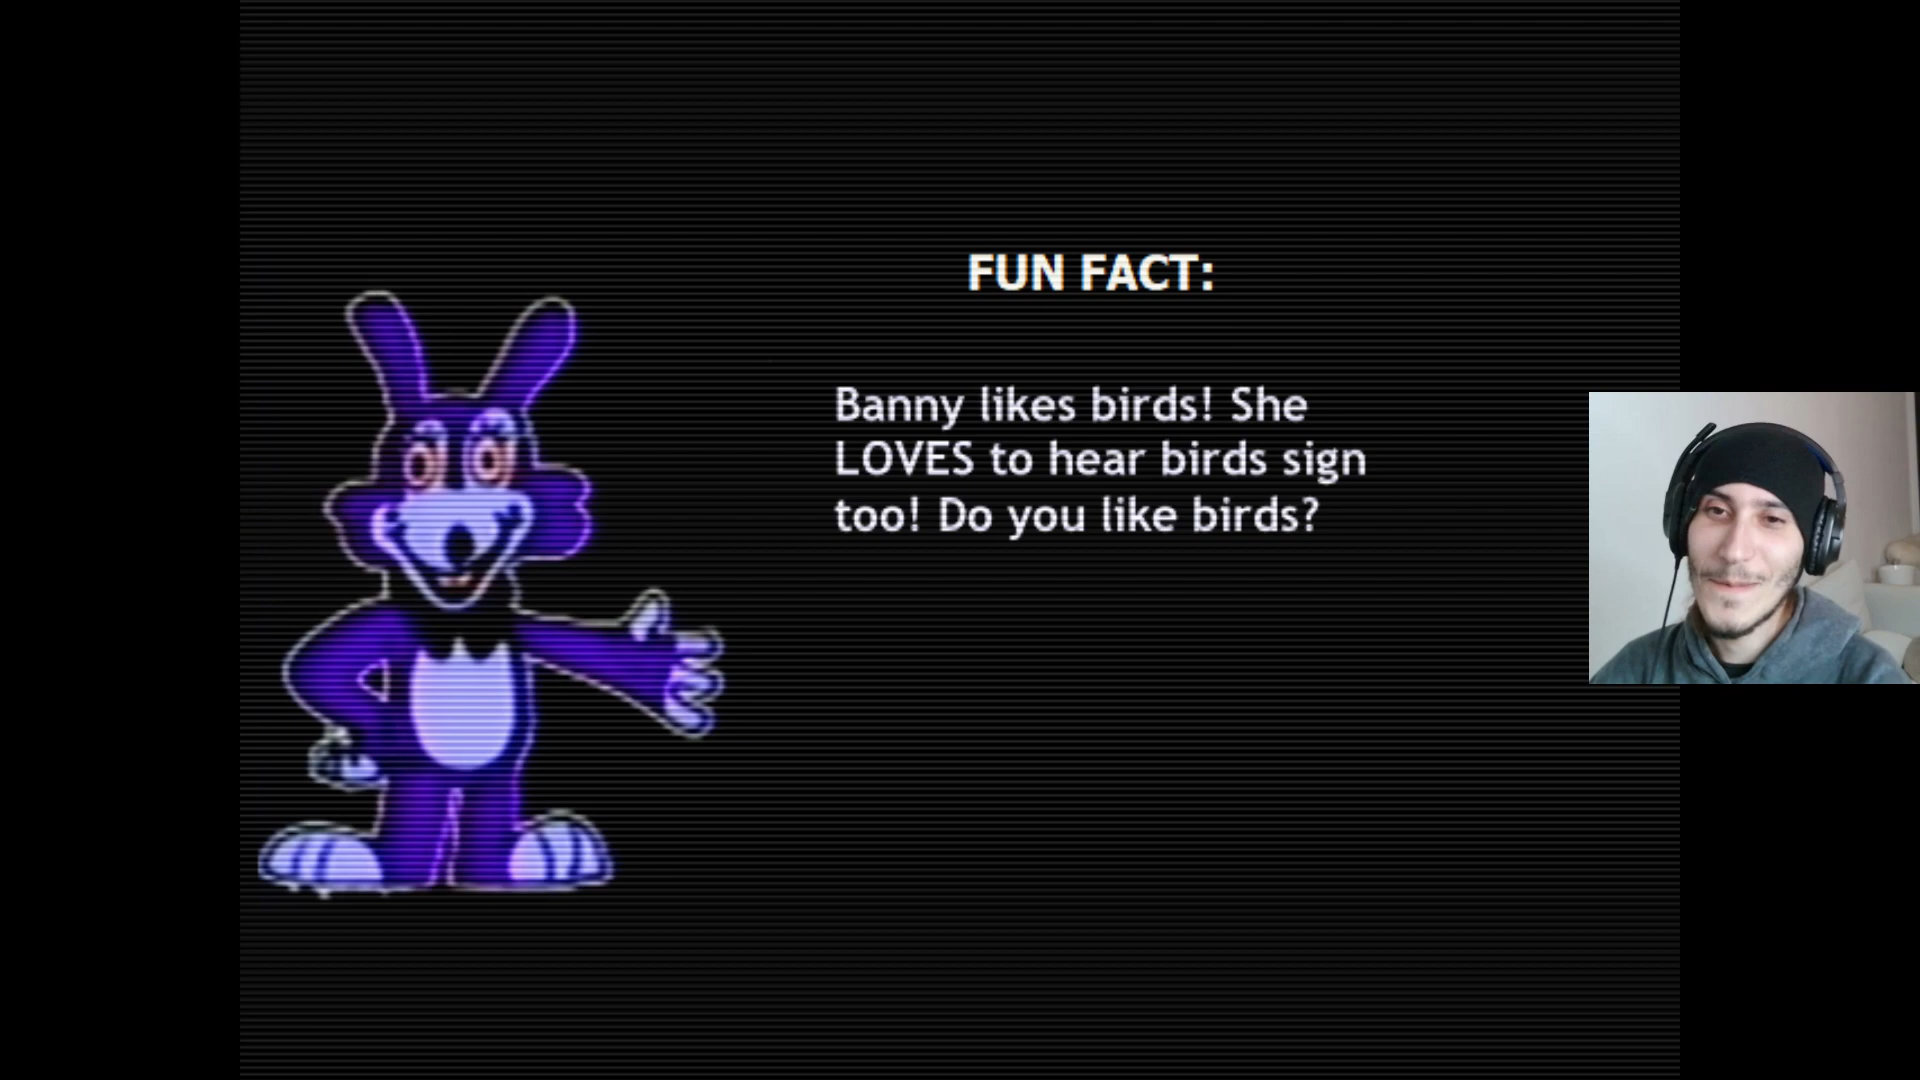 FUN FACT:
Banny likes birds! She
LOVES to hear birds sign
too! Do you like birds?